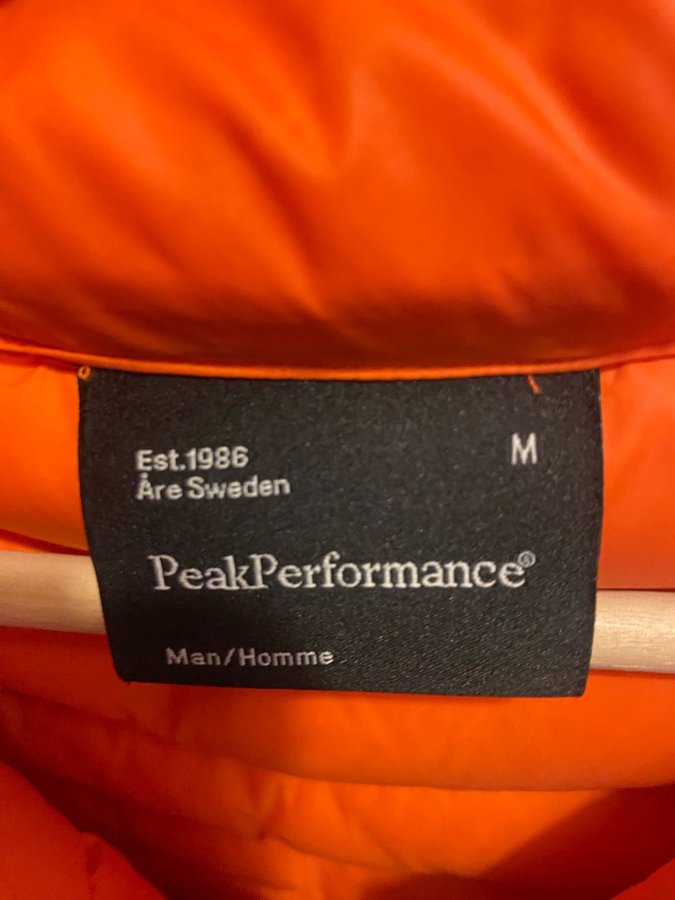 Est.1986
Åre Sweden
M
PeakPerformance®
Man/Homme